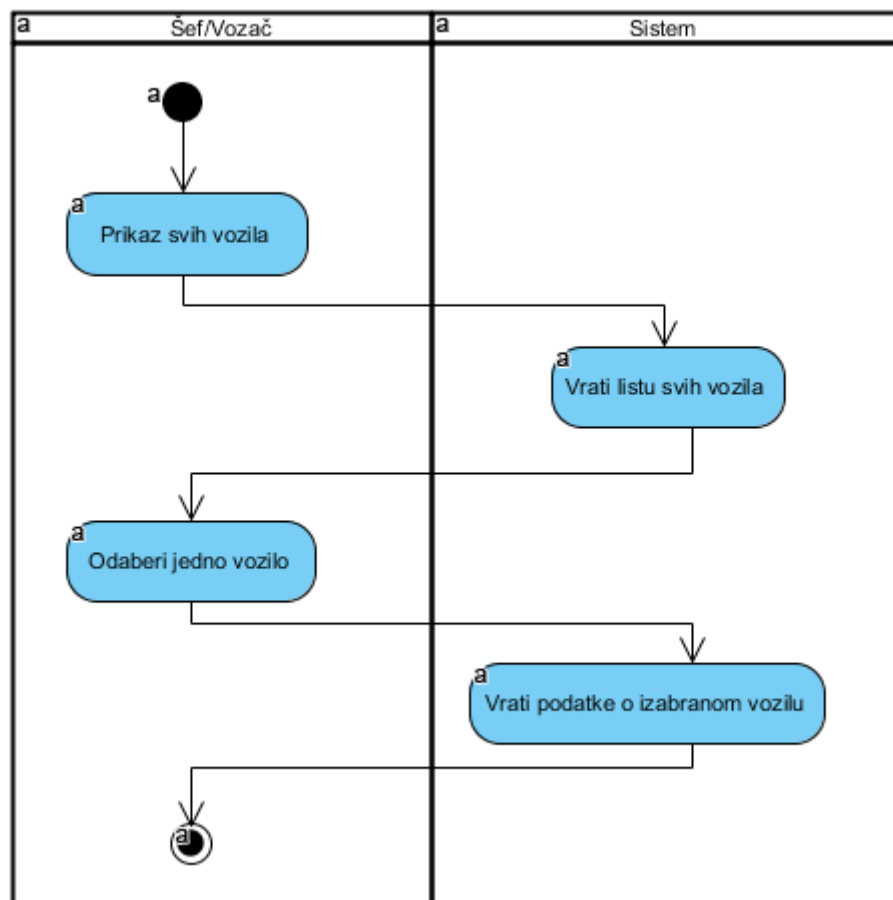 a Šef/Vozač a Sistem
a
a
Prikaz svih vozila
a
Vrati listu svih vozila
a
Odaberi jedno vozilo
a
Vrati podatke o izabranom vozilu
a